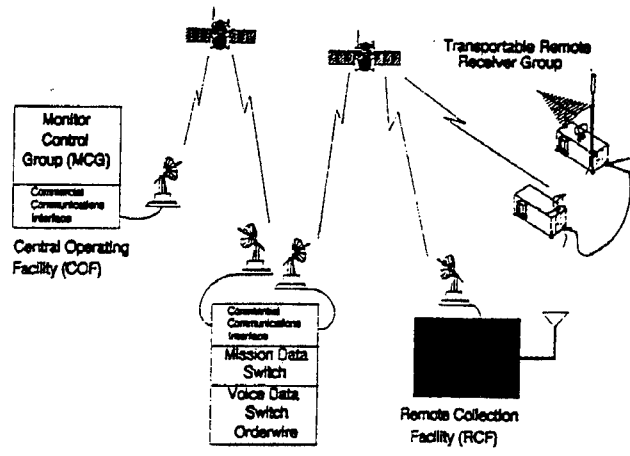 Transportable Remote
Receiver Group
Monitor
Control
Group (MCG)
Commercial
Communications
Interface
Central Operating
Facility (COF)
Commercial
Communications
Interface
Mission Data
Switch
Voice Data
Switch
Orderwire
Remote Collection
Facility (RCF)